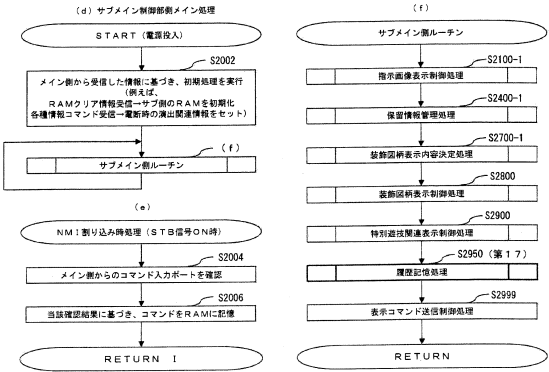 (d) サブメイン制御部側メイン処理
START (電源投入)
S2002
メイン側から受信した情報に基づき、初期処理を実行
(例えば、
RAMクリア情報受信→サブ側のRAMを初期化
各種情報コマンド受信→電断時の演出関連情報をセット)
(f)
サブメイン側ルーチン
(e)
NMI割り込み時処理 (STB信号ON時)
S2004
メイン側からのコマンド入力ポートを確認
S2006
当該確認結果に基づき、コマンドをRAMに記憶
RETURN I
(f)
サブメイン側ルーチン
S2100-1
指示画像表示制御処理
S2400-1
保留情報管理処理
S2700-1
装飾図柄表示内容決定処理
S2800
装飾図柄表示制御処理
S2900
特別遊技関連表示制御処理
S2950 (第17)
履歴記憶処理
S2999
表示コマンド送信制御処理
RETURN